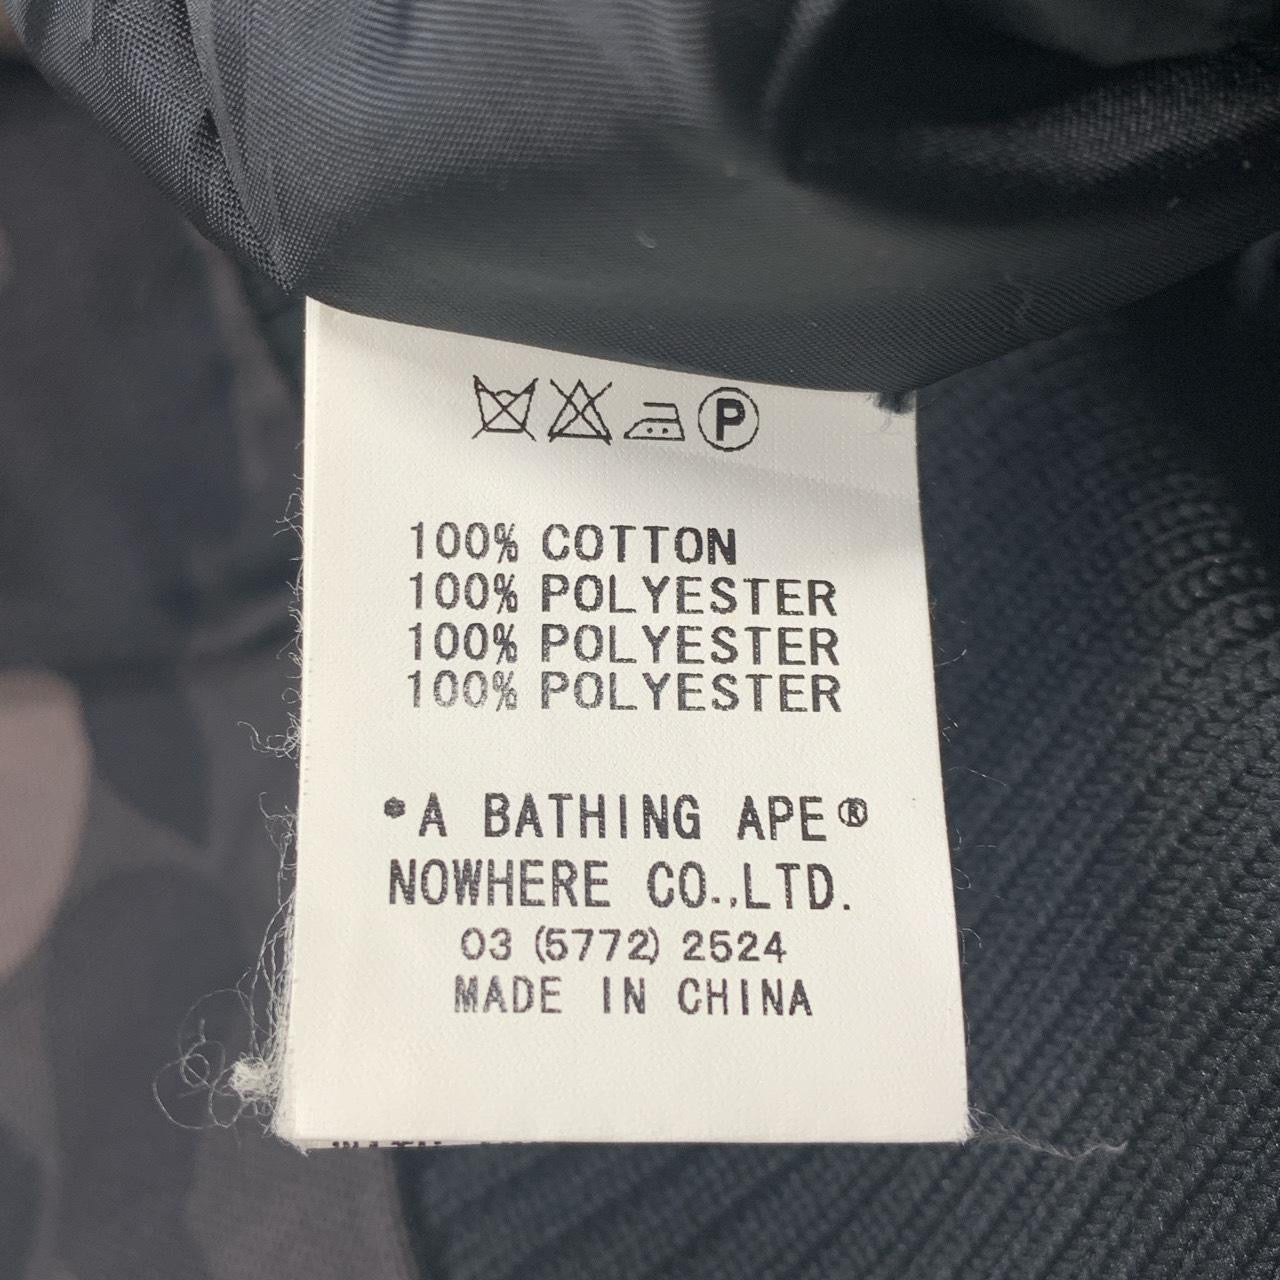 P
100% COTTON
100% POLYESTER
100% POLYESTER
100% POLYESTER
*A BATHING APE®
NOWHERE CO.,LTD.
03 (5772) 2524
MADE IN CHINA